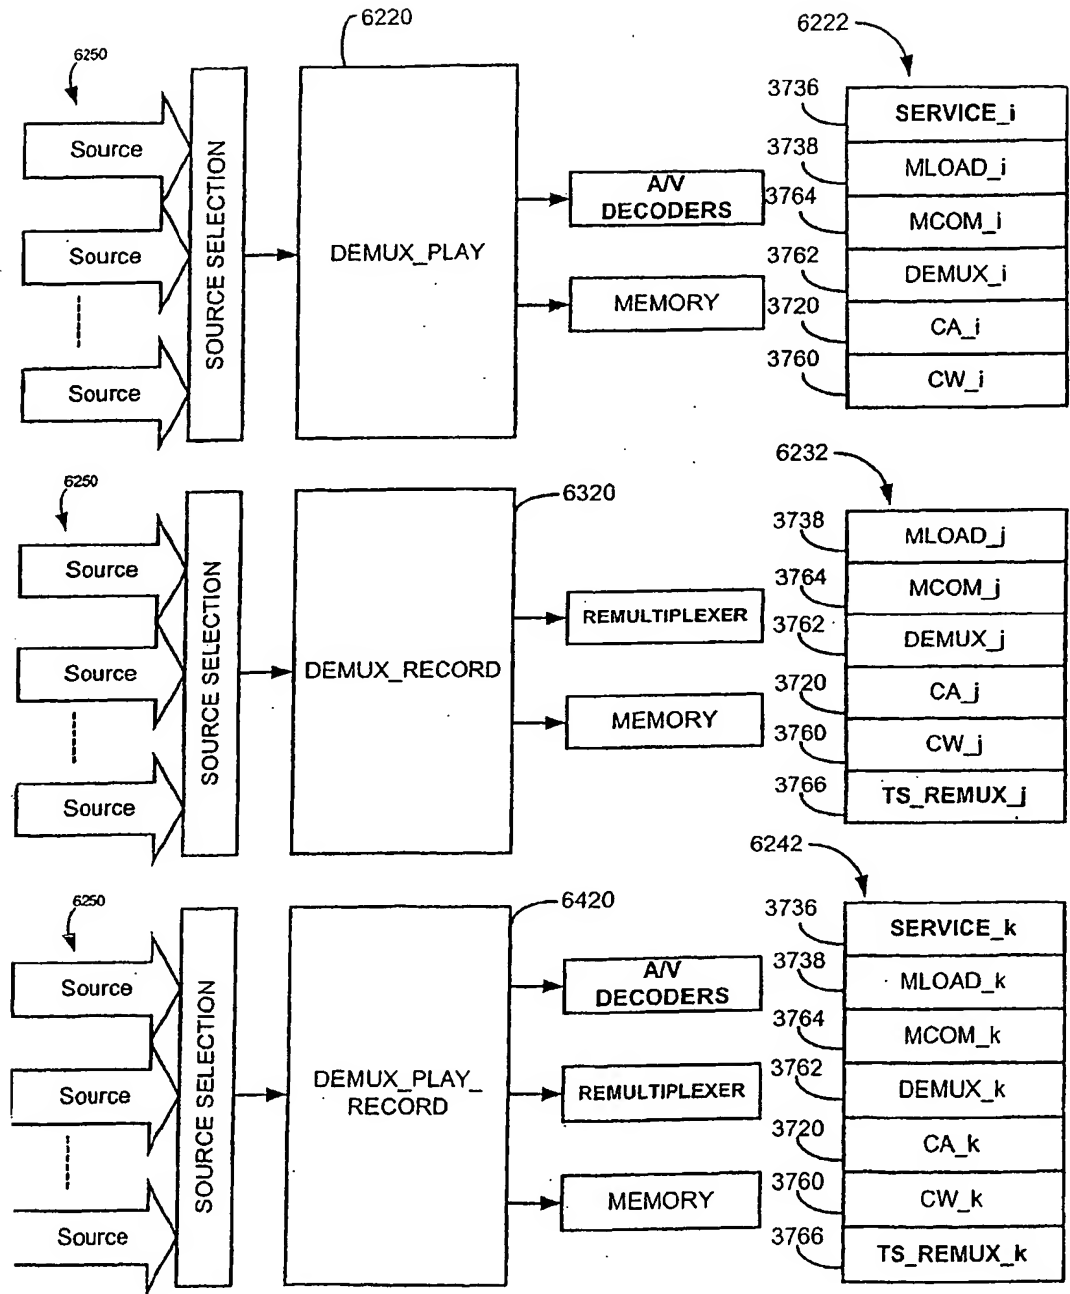 6220
6250
Source
Source
Source
SOURCE SELECTION
DEMUX_PLAY
A/V
DECODERS
MEMORY
6222
3736
SERVICE_i
3738
MLOAD_i
3764
MCOM_i
3762
DEMUX_i
3720
CA_i
3760
CW_i
6250
Source
Source
Source
SOURCE SELECTION
6320
DEMUX_RECORD
REMULTIPLEXER
MEMORY
6232
3738
MLOAD_j
3764
MCOM_j
3762
DEMUX_j
3720
CA_j
3760
CW_j
3766
TS_REMUX_j
6250
Source
Source
Source
SOURCE SELECTION
6420
DEMUX_PLAY_
RECORD
A/V
DECODERS
REMULTIPLEXER
MEMORY
6242
3736
SERVICE_k
3738
MLOAD_k
3764
MCOM_k
3762
DEMUX_k
3720
CA_k
3760
CW_k
3766
TS_REMUX_k